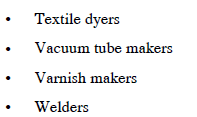 • Textile dyers
• Vacuum tube makers
• Varnish makers
• Welders